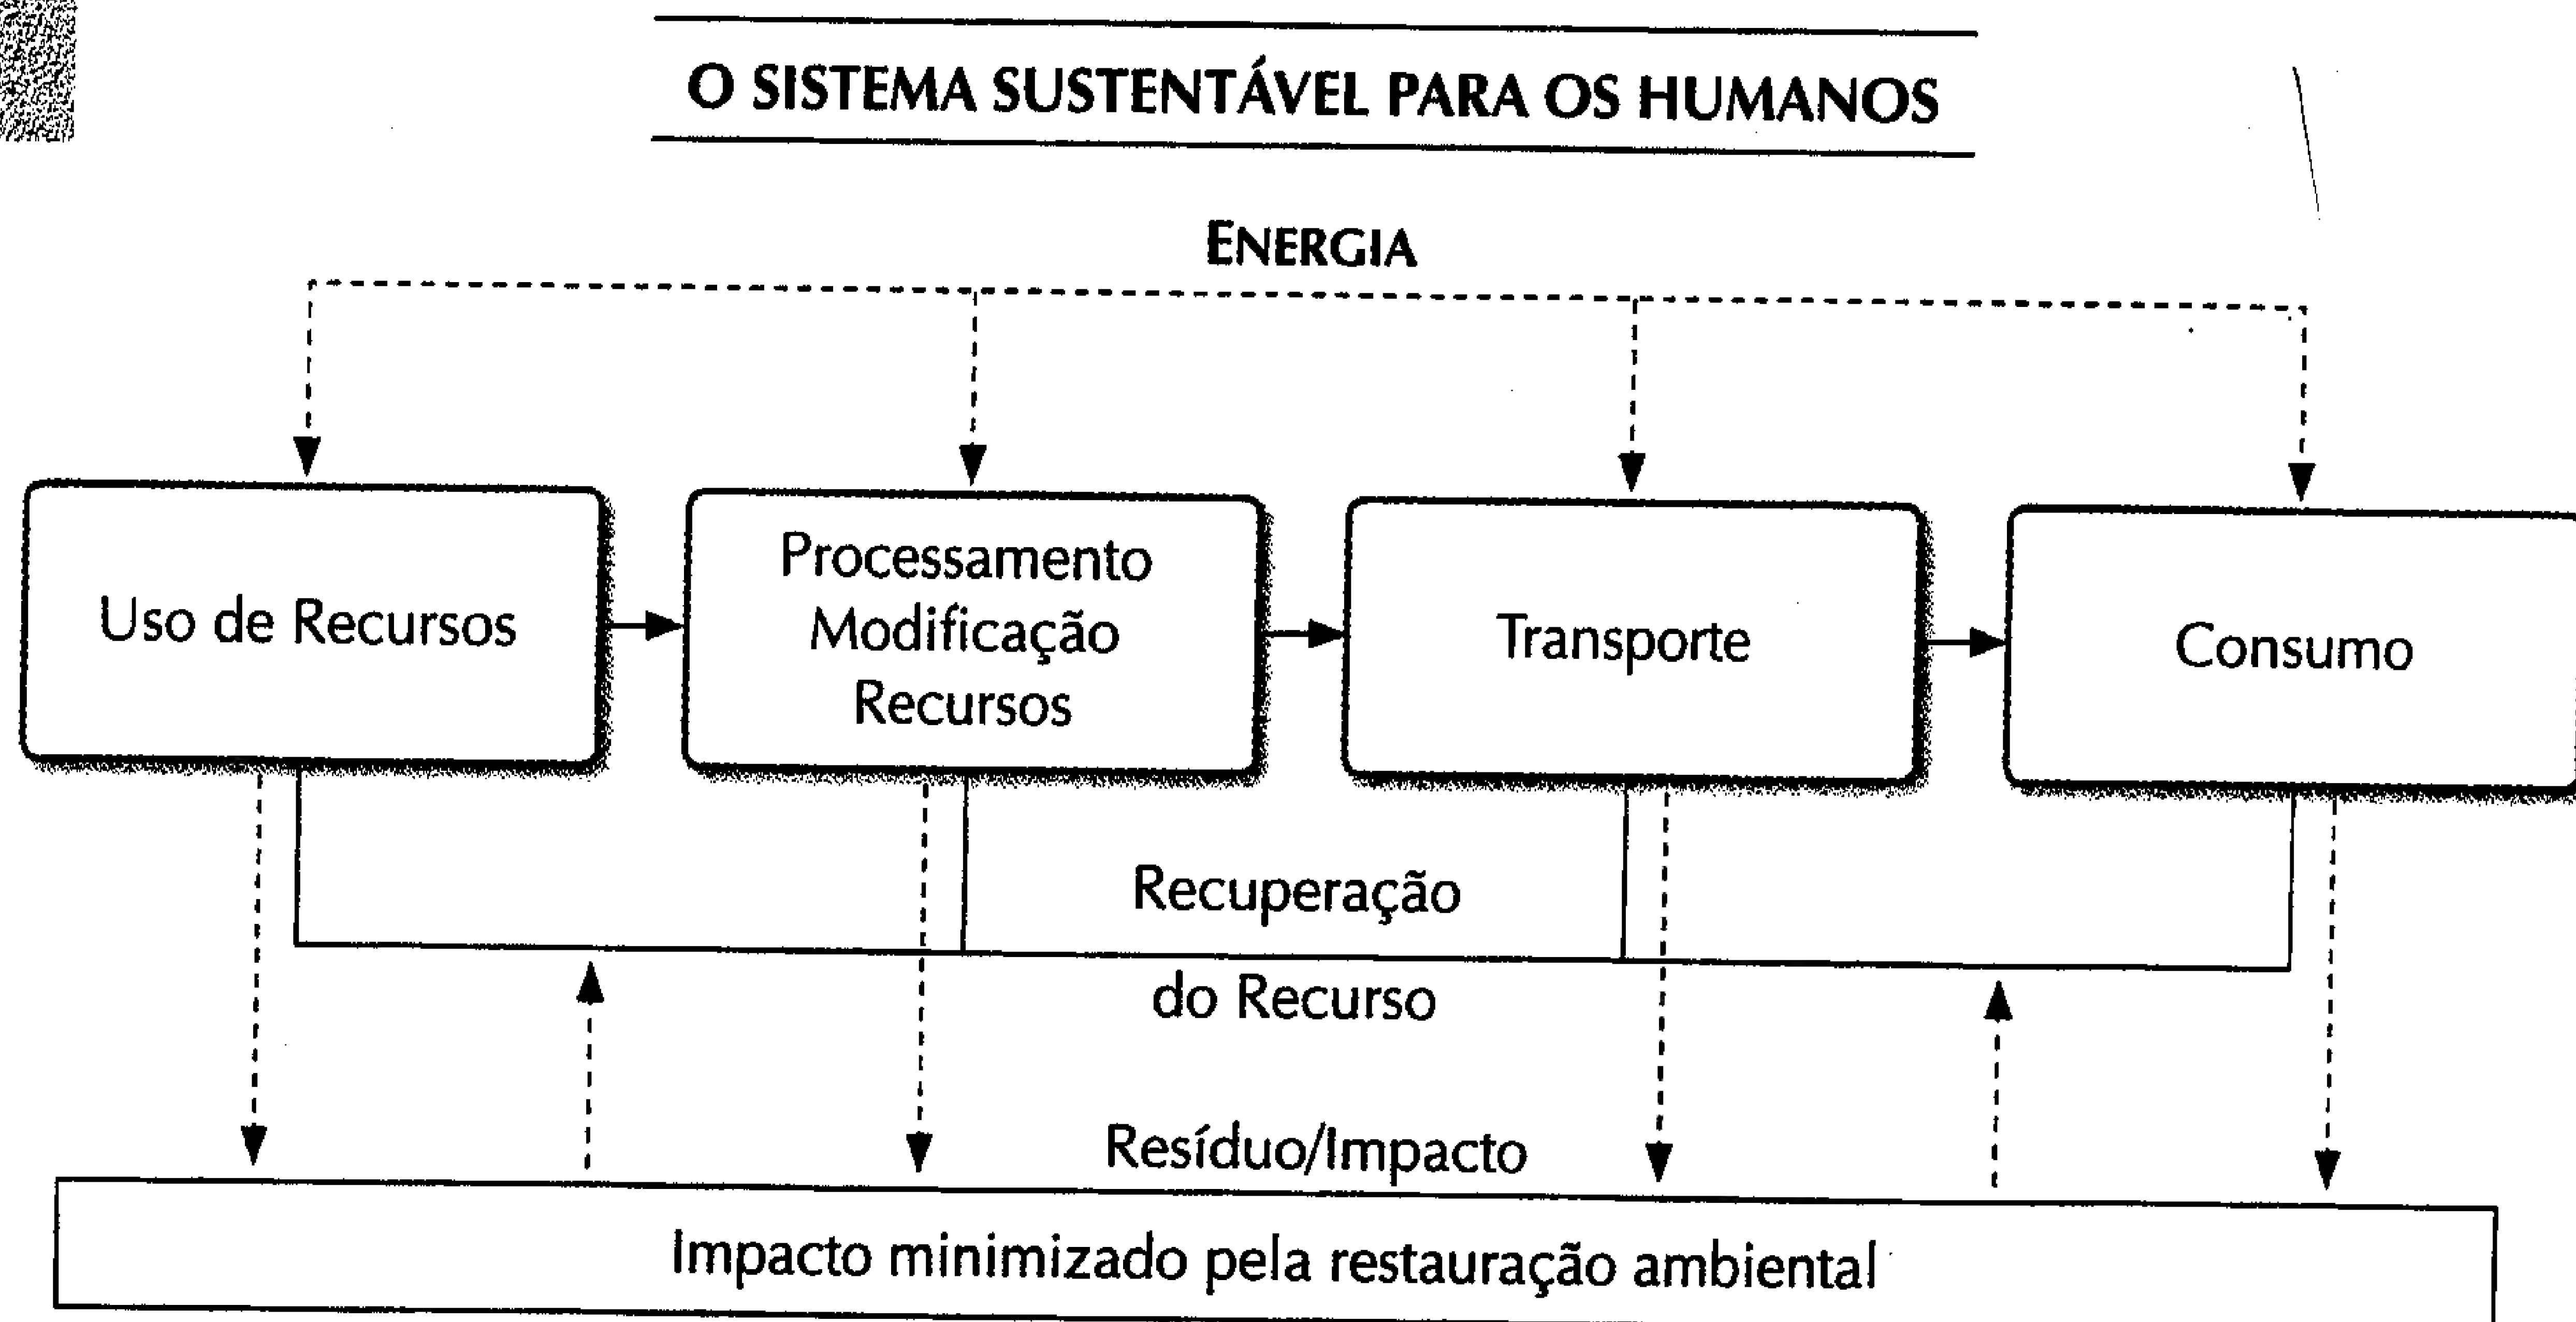 O SISTEMA SUSTENTÁVEL PARA OS HUMANOS
ENERGIA
Uso de Recursos
Processamento
Modificação
Recursos
Transporte
Consumo
Recuperação
do Recurso
Resíduo/Impacto
Impacto minimizado pela restauração ambiental